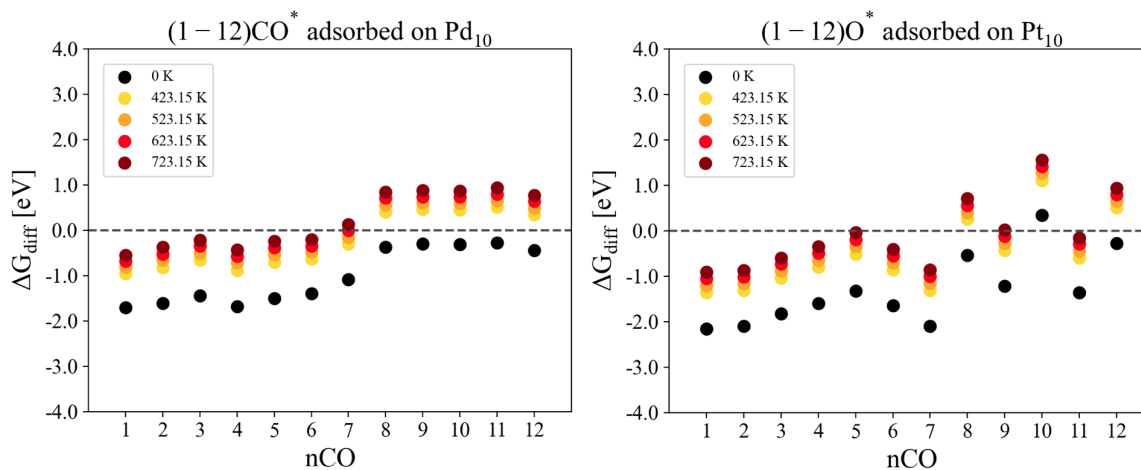 (1 − 12)CO* adsorbed on Pd10
4.0
3.0
2.0
1.0
0.0
-1.0
-2.0
-3.0
-4.0
ΔGdiff [eV]
0 K
423.15 K
523.15 K
623.15 K
723.15 K
1 2 3 4 5 6 7 8 9 10 11 12
nCO
(1 − 12)O* adsorbed on Pt10
4.0
3.0
2.0
1.0
0.0
-1.0
-2.0
-3.0
-4.0
ΔGdiff [eV]
0 K
423.15 K
523.15 K
623.15 K
723.15 K
1 2 3 4 5 6 7 8 9 10 11 12
nCO